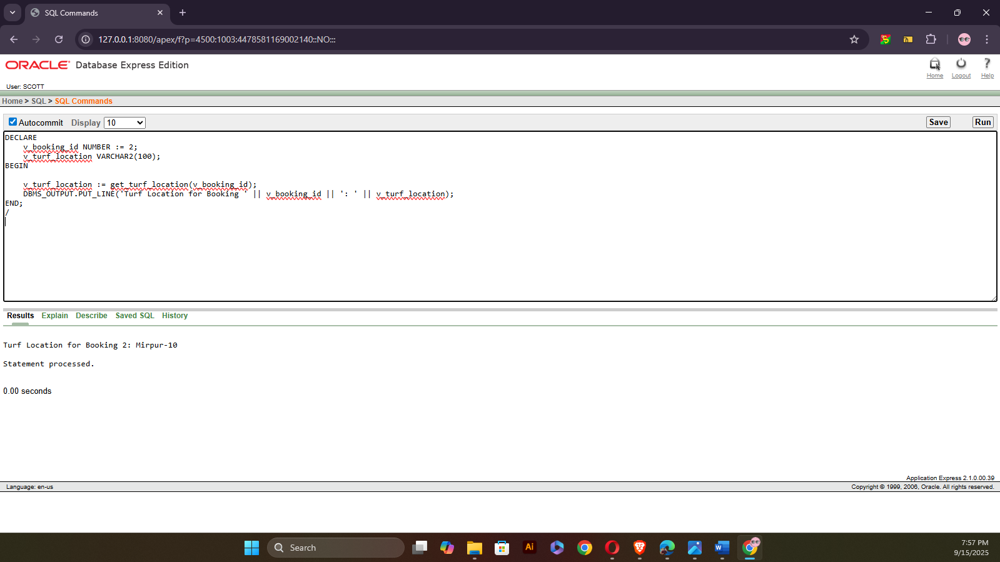 SQL Commands
127.0.0.1:8080/apex/f?p=4500:1003:4478581169002140::NO:::
ORACLE Database Express Edition
Home Logout Help
User: SCOTT
Home > SQL > SQL Commands
Autocommit Display 10 Save Run
DECLARE
v_booking_id NUMBER := 2;
v_turf_location VARCHAR2(100);
BEGIN
v_turf_location := get_turf_location(v_booking_id);
DBMS_OUTPUT.PUT_LINE('Turf Location for Booking ' || v_booking_id || ': ' || v_turf_location);
END;
/
Results Explain Describe Saved SQL History
Turf Location for Booking 2: Mirpur-10
Statement processed.
0.00 seconds
Application Express 2.1.0.00.39
Language: en-us Copyright © 1999, 2006, Oracle. All rights reserved.
Search
Ai
W
7:57 PM
9/15/2025